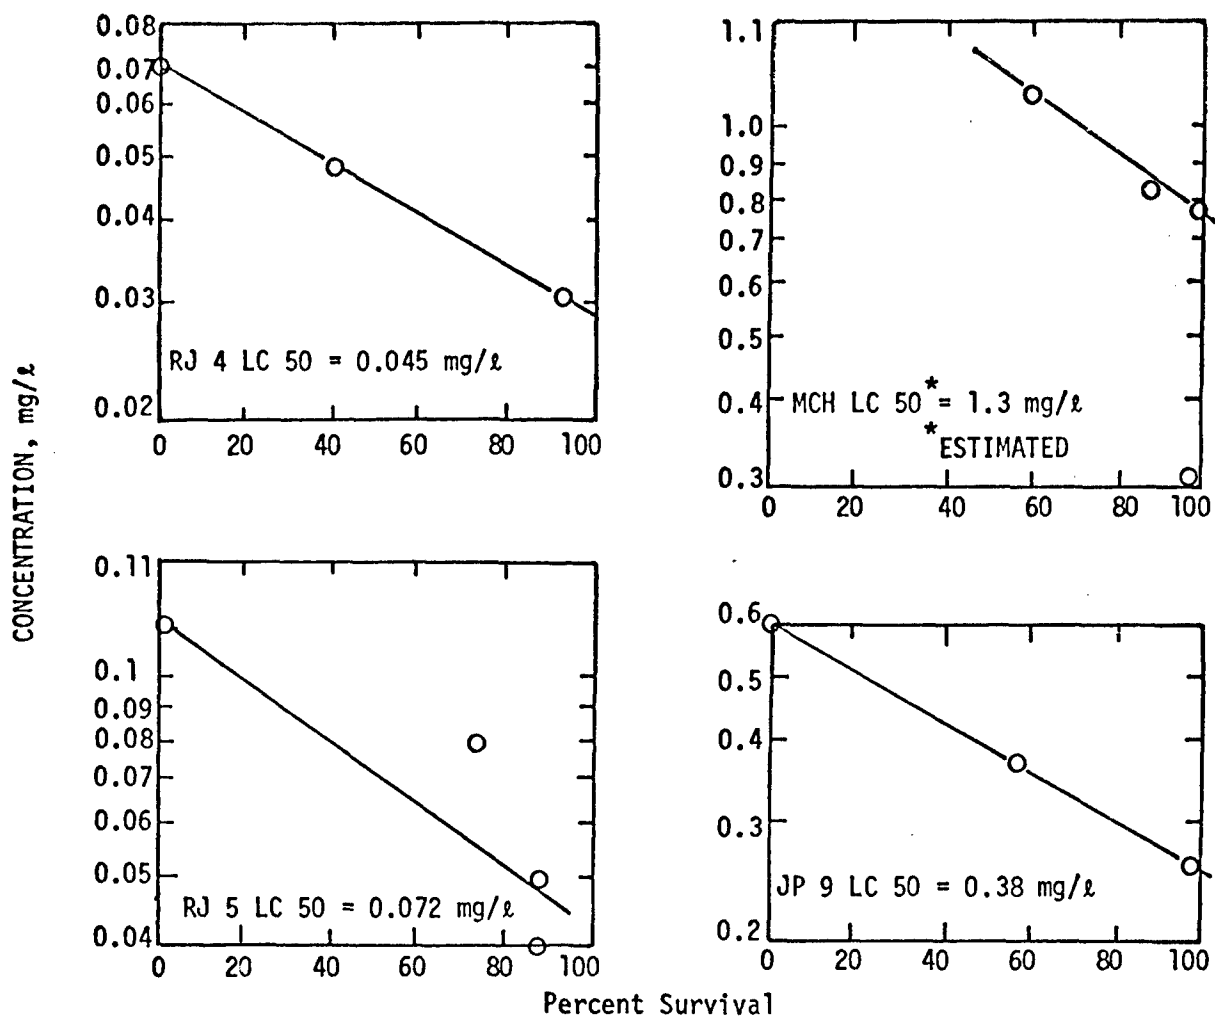 CONCENTRATION, mg/ℓ
0.08
0.07
0.06
0.05
0.04
0.03
0.02
RJ 4 LC 50 = 0.045 mg/ℓ
0 20 40 60 80 100
1.1
1.0
0.9
0.8
0.7
0.6
0.5
0.4
0.3
MCH LC 50* = 1.3 mg/ℓ
*ESTIMATED
0 20 40 60 80 100
0.11
0.1
0.09
0.08
0.07
0.06
0.05
0.04
RJ 5 LC 50 = 0.072 mg/ℓ
0 20 40 60 80 100
0.6
0.5
0.4
0.3
0.2
JP 9 LC 50 = 0.38 mg/ℓ
0 20 40 60 80 100
Percent Survival